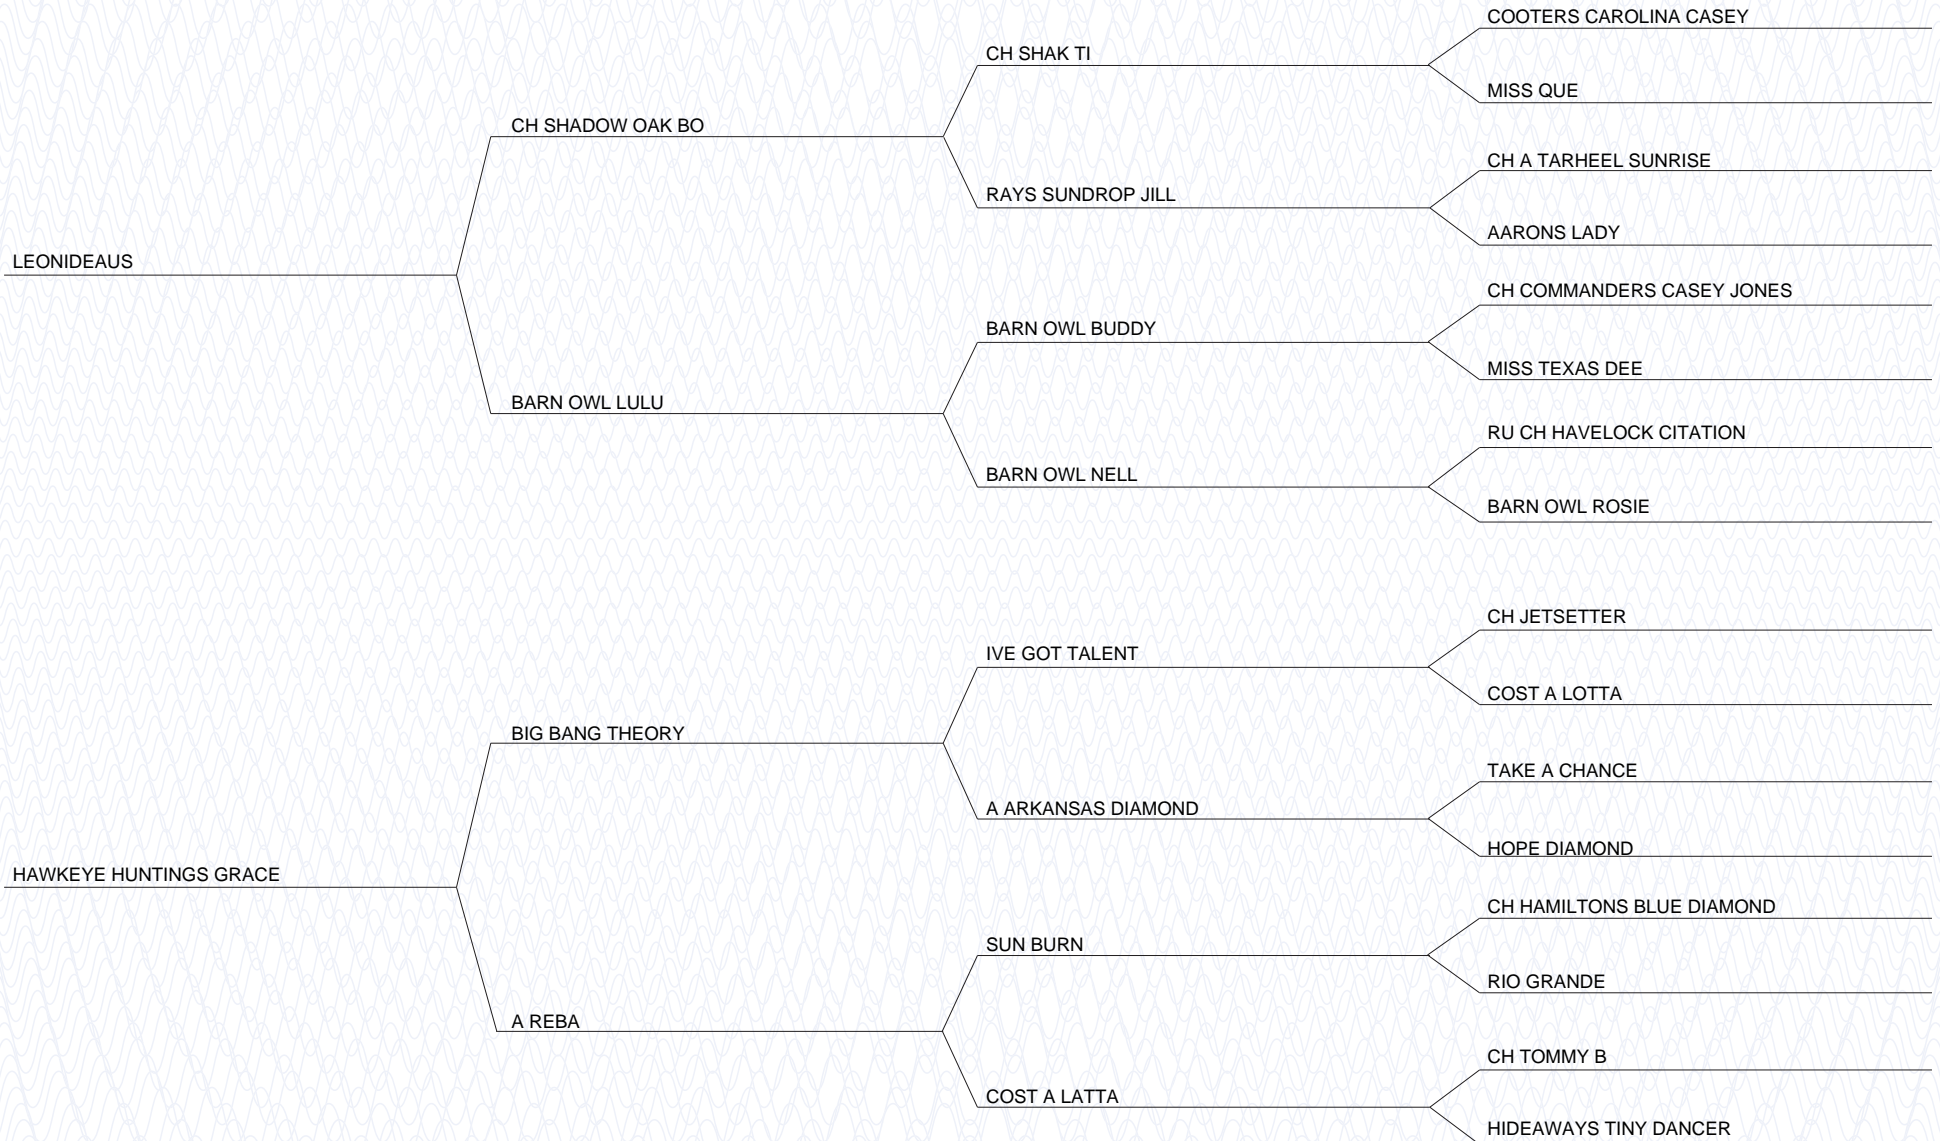 COOTERS CAROLINA CASEY
CH SHAK TI
MISS QUE
CH SHADOW OAK BO
CH A TARHEEL SUNRISE
RAYS SUNDROP JILL
AARONS LADY
LEONIDEAUS
CH COMMANDERS CASEY JONES
BARN OWL BUDDY
MISS TEXAS DEE
BARN OWL LULU
RU CH HAVELOCK CITATION
BARN OWL NELL
BARN OWL ROSIE
CH JETSETTER
IVE GOT TALENT
COST A LOTTA
BIG BANG THEORY
TAKE A CHANCE
A ARKANSAS DIAMOND
HOPE DIAMOND
HAWKEYE HUNTINGS GRACE
CH HAMILTONS BLUE DIAMOND
SUN BURN
RIO GRANDE
A REBA
CH TOMMY B
COST A LATTA
HIDEAWAYS TINY DANCER